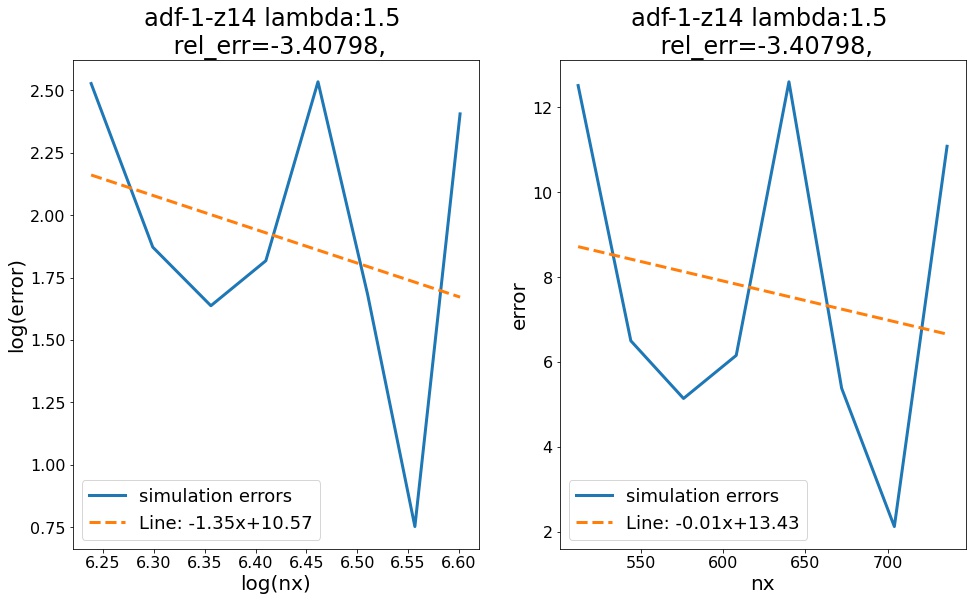 adf-1-z14 lambda:1.5
rel_err=-3.40798,
log(error)
2.50
2.25
2.00
1.75
1.50
1.25
1.00
0.75
simulation errors
Line: -1.35x+10.57
6.25
6.30
6.35
6.40
6.45
6.50
6.55
6.60
log(nx)
adf-1-z14 lambda:1.5
rel_err=-3.40798,
error
12
10
8
6
4
2
simulation errors
Line: -0.01x+13.43
550
600
650
700
nx